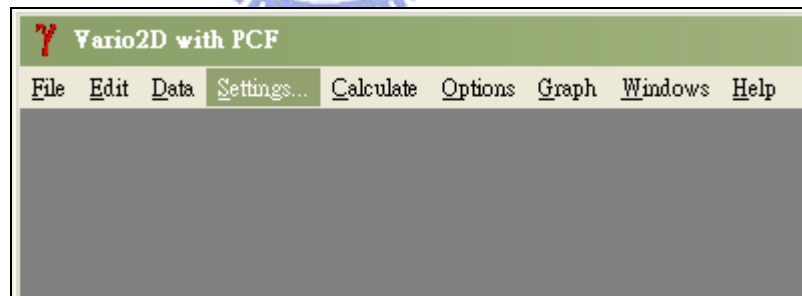 γ Vario2D with PCF
File Edit Data Settings... Calculate Options Graph Windows Help